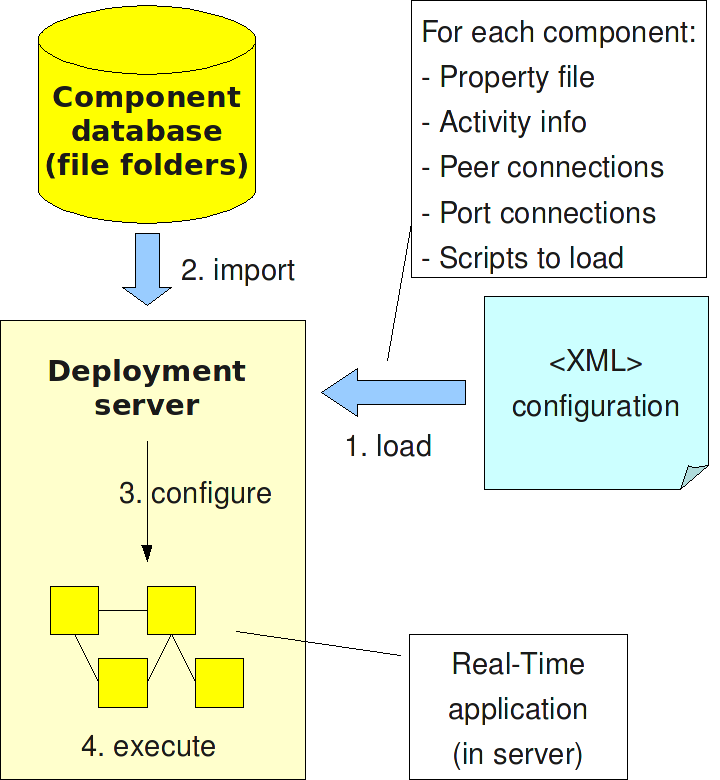 Component
database
(file folders)
For each component:
- Property file
- Activity info
- Peer connections
- Port connections
- Scripts to load
2. import
<XML>
configuration
Deployment
server
1. load
3. configure
Real-Time
application
(in server)
4. execute